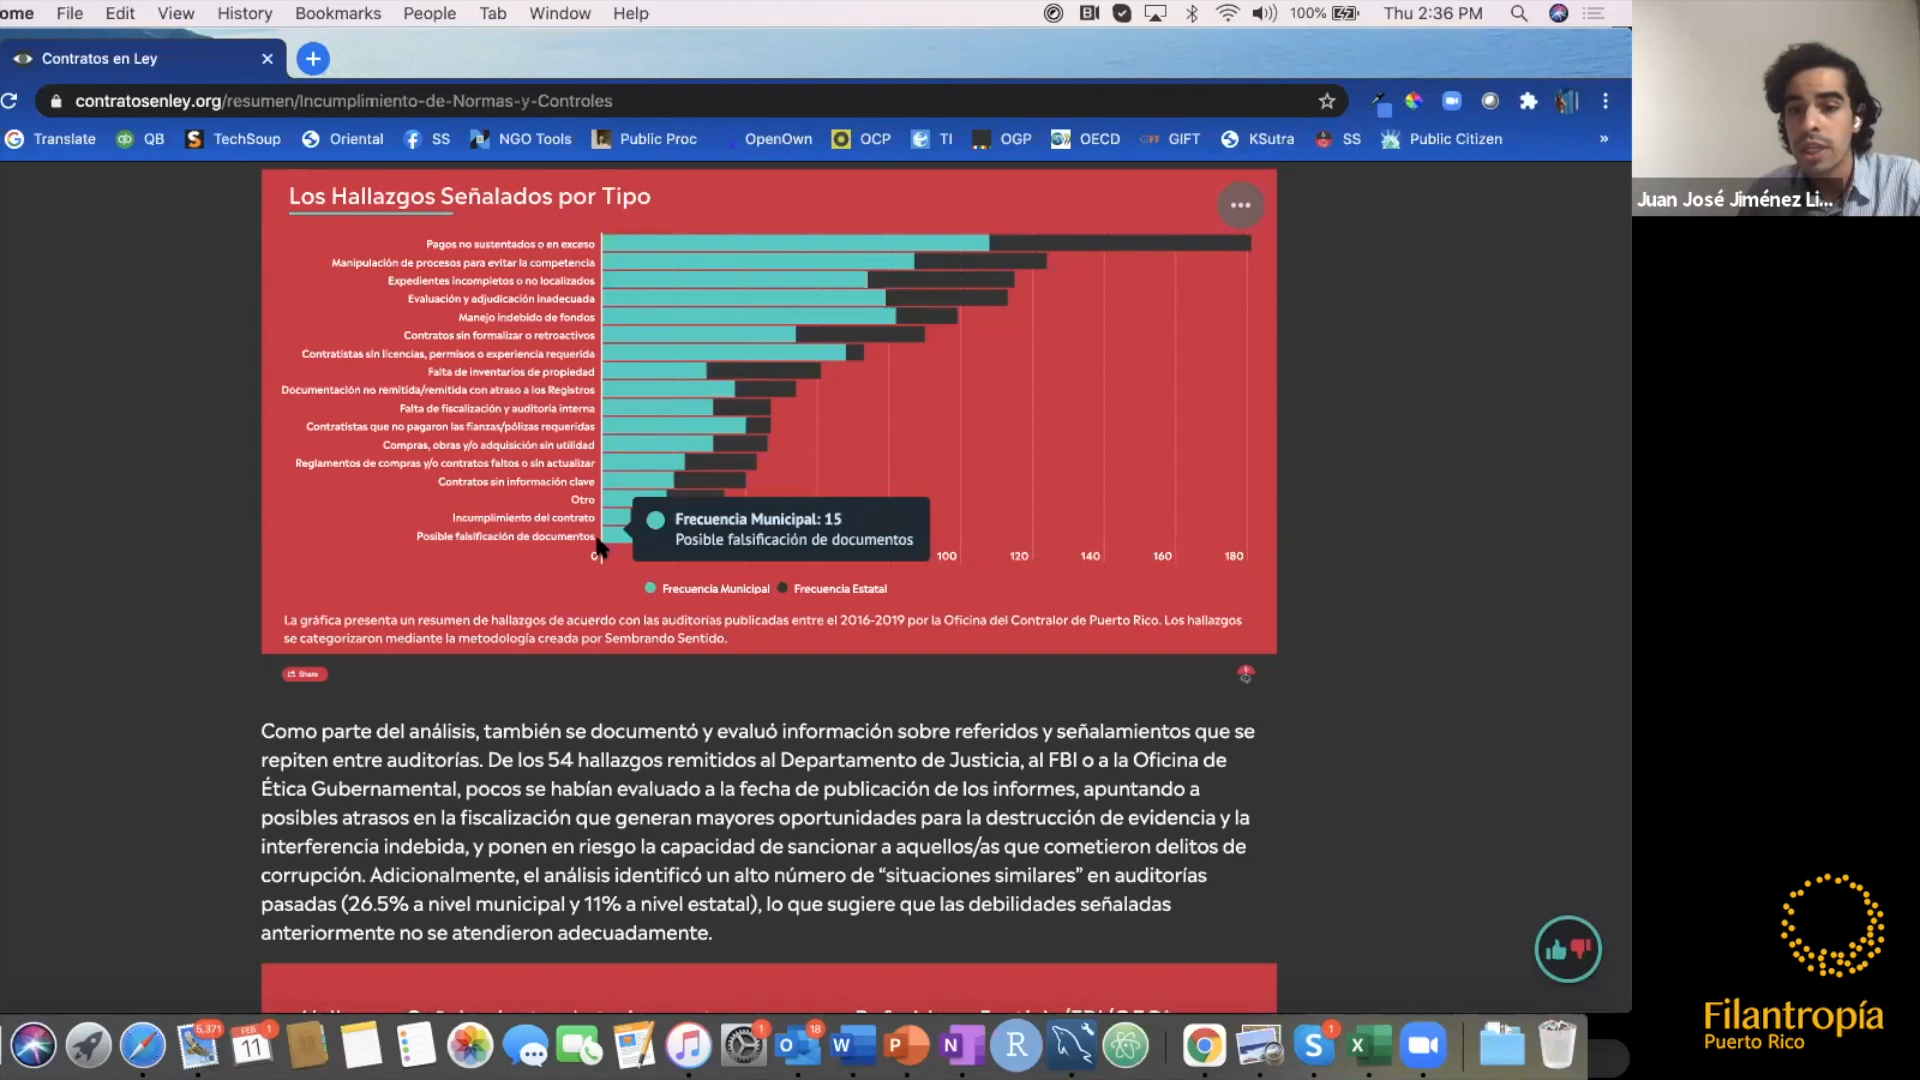 ome File Edit View History Bookmarks People Tab Window Help 100% Thu 2:36 PM
Contratos en Ley
contratosenley.org/resumen/Incumplimiento-de-Normas-y-Controles
Translate QB TechSoup Oriental SS NGO Tools Public Proc OpenOwn OCP TI OGP OECD GIFT KSutra SS Public Citizen »
Juan José Jiménez Li...
Los Hallazgos Señalados por Tipo
Pagos no sustentados o en exceso
Manipulación de procesos para evitar la competencia
Expedientes incompletos o no localizados
Evaluación y adjudicación inadecuada
Manejo indebido de fondos
Contratos sin formalizar o retroactivos
Contratistas sin licencias, permisos o experiencia requerida
Falta de inventarios de propiedad
Documentación no remitida/remitida con atraso a los Registros
Falta de fiscalización y auditoria interna
Contratistas que no pagaron las fianzas/pólizas requeridas
Compras, obras y/o adquisición sin utilidad
Reglamentos de compras y/o contratos faltos o sin actualizar
Contratos sin información clave
Otro
Incumplimiento del contrato
Posible falsificación de documentos
Frecuencia Municipal: 15
Posible falsificación de documentos
0 100 120 140 160 180
Frecuencia Municipal Frecuencia Estatal
La gráfica presenta un resumen de hallazgos de acuerdo con las auditorías publicadas entre el 2016-2019 por la Oficina del Contralor de Puerto Rico. Los hallazgos
se categorizaron mediante la metodología creada por Sembrando Sentido.
Share
Como parte del análisis, también se documentó y evaluó información sobre referidos y señalamientos que se
repiten entre auditorías. De los 54 hallazgos remitidos al Departamento de Justicia, al FBI o a la Oficina de
Ética Gubernamental, pocos se habían evaluado a la fecha de publicación de los informes, apuntando a
posibles atrasos en la fiscalización que generan mayores oportunidades para la destrucción de evidencia y la
interferencia indebida, y ponen en riesgo la capacidad de sancionar a aquellos/as que cometieron delitos de
corrupción. Adicionalmente, el análisis identificó un alto número de “situaciones similares” en auditorías
pasadas (26.5% a nivel municipal y 11% a nivel estatal), lo que sugiere que las debilidades señaladas
anteriormente no se atendieron adecuadamente.
Filantropía
Puerto Rico
5,371 FEB 11 1 1 18 1